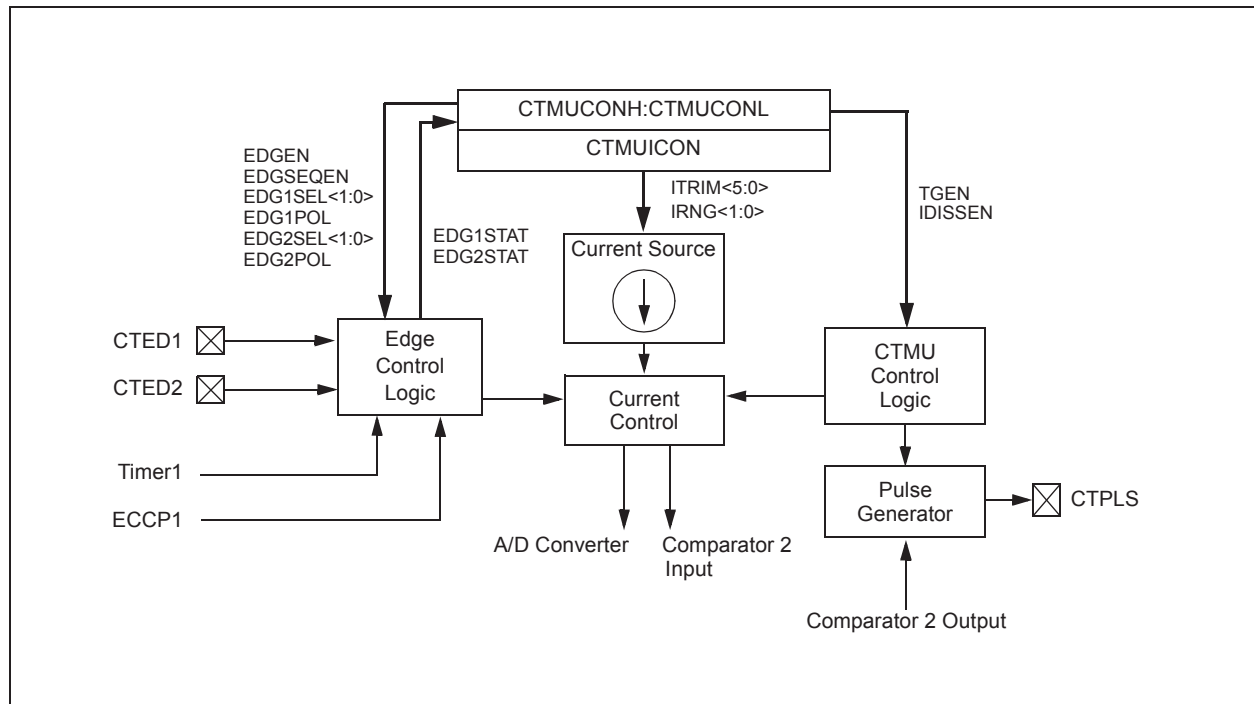 CTMUCONH:CTMUCONL
CTMUICON
EDGEN
EDGSEQEN
EDG1SEL<1:0>
EDG1POL
EDG2SEL<1:0>
EDG2POL
EDG1STAT
EDG2STAT
ITRIM<5:0>
IRNG<1:0>
TGEN
IDISSEN
Current Source
CTED1
CTED2
Edge
Control
Logic
Current
Control
CTMU
Control
Logic
Timer1
ECCP1
Pulse
Generator
CTPLS
A/D Converter
Comparator 2
Input
Comparator 2 Output